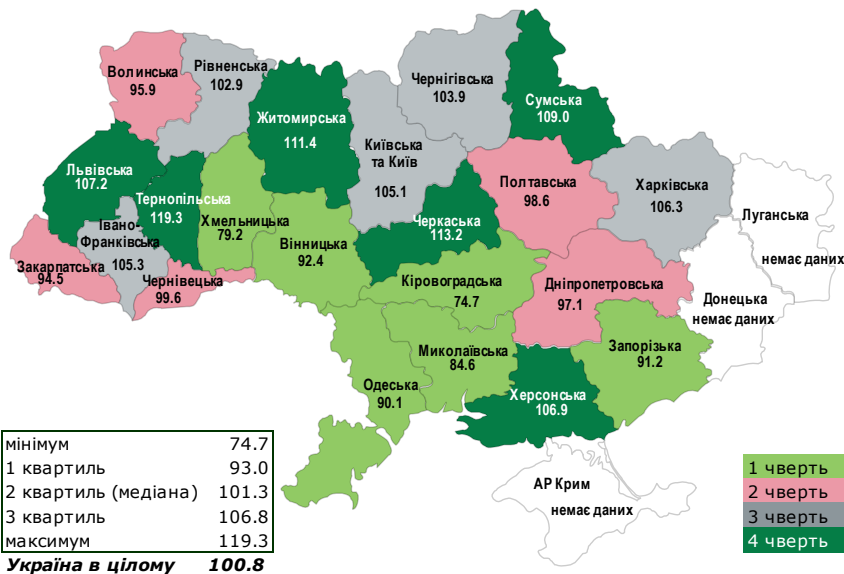 Волинська
95.9
Рівненська
102.9
Житомирська
111.4
Київська
та Київ
105.1
Чернігівська
103.9
Сумська
109.0
Львівська
107.2
Тернопільська
119.3
Хмельницька
79.2
Івано-
Франківська
105.3
Закарпатська
94.5
Чернівецька
99.6
Вінницька
92.4
Черкаська
113.2
Полтавська
98.6
Харківська
106.3
Луганська
немає даних
Донецька
немає даних
Кіровоградська
74.7
Дніпропетровська
97.1
Запорізька
91.2
Миколаївська
84.6
Одеська
90.1
Херсонська
106.9
АР Крим
немає даних
мінімум 74.7
1 квартиль 93.0
2 квартиль (медіана) 101.3
3 квартиль 106.8
максимум 119.3
Україна в цілому 100.8
1 чверть
2 чверть
3 чверть
4 чверть